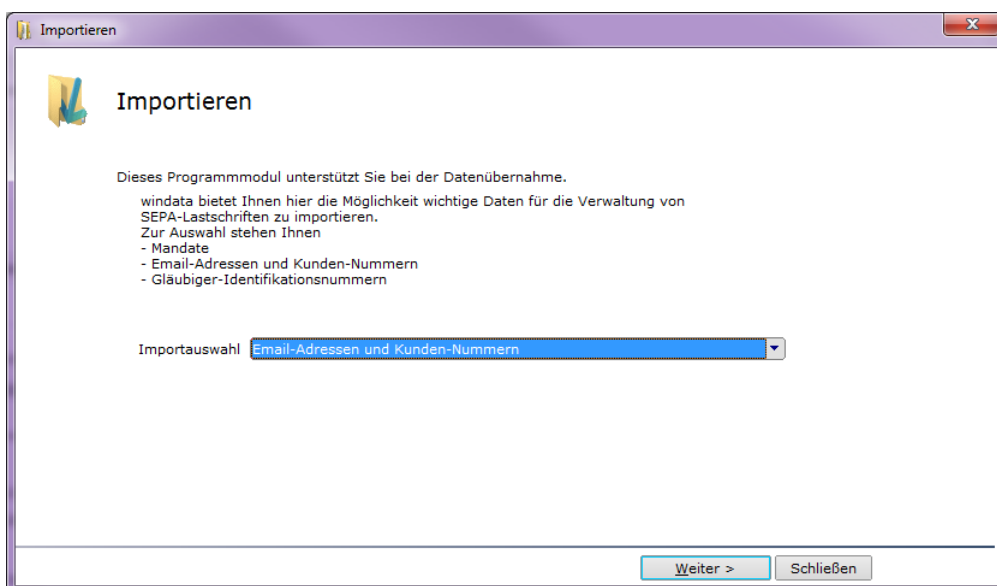 Importieren
Importieren
Dieses Programmmodul unterstützt Sie bei der Datenübernahme.
windata bietet Ihnen hier die Möglichkeit wichtige Daten für die Verwaltung von
SEPA-Lastschriften zu importieren.
Zur Auswahl stehen Ihnen
- Mandate
- Email-Adressen und Kunden-Nummern
- Gläubiger-Identifikationsnummern
Importauswahl Email-Adressen und Kunden-Nummern
Weiter > Schließen